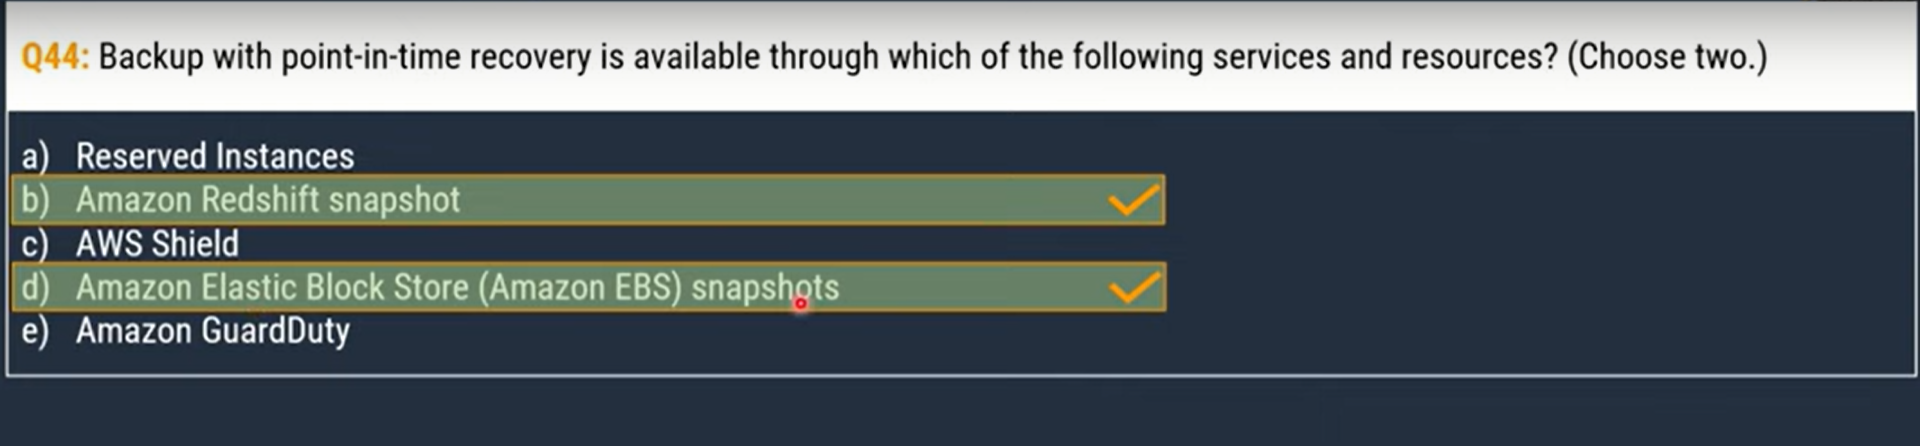 Q44: Backup with point-in-time recovery is available through which of the following services and resources? (Choose two.)
a) Reserved Instances
b) Amazon Redshift snapshot
c) AWS Shield
d) Amazon Elastic Block Store (Amazon EBS) snapshots
e) Amazon GuardDuty